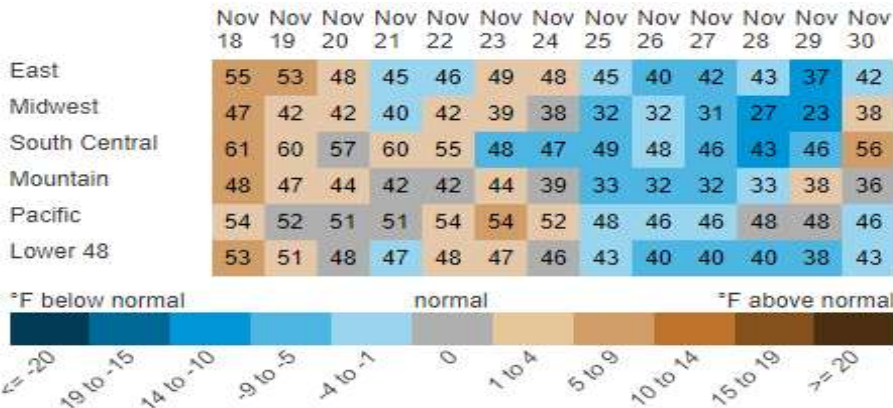 Nov Nov Nov Nov Nov Nov Nov Nov Nov Nov Nov Nov Nov
18 19 20 21 22 23 24 25 26 27 28 29 30
East 55 53 48 45 46 49 48 45 40 42 43 37 42
Midwest 47 42 42 40 42 39 38 32 32 31 27 23 38
South Central 61 60 57 60 55 48 47 49 48 46 43 46 56
Mountain 48 47 44 42 42 44 39 33 32 32 33 38 36
Pacific 54 52 51 51 54 54 52 48 46 46 48 48 46
Lower 48 53 51 48 47 48 47 46 43 40 40 40 38 43
°F below normal normal °F above normal
<= -20 19 to -15 14 to -10 -9 to -5 -4 to -1 0 1 to 4 5 to 9 10 to 14 15 to 19 >= 20